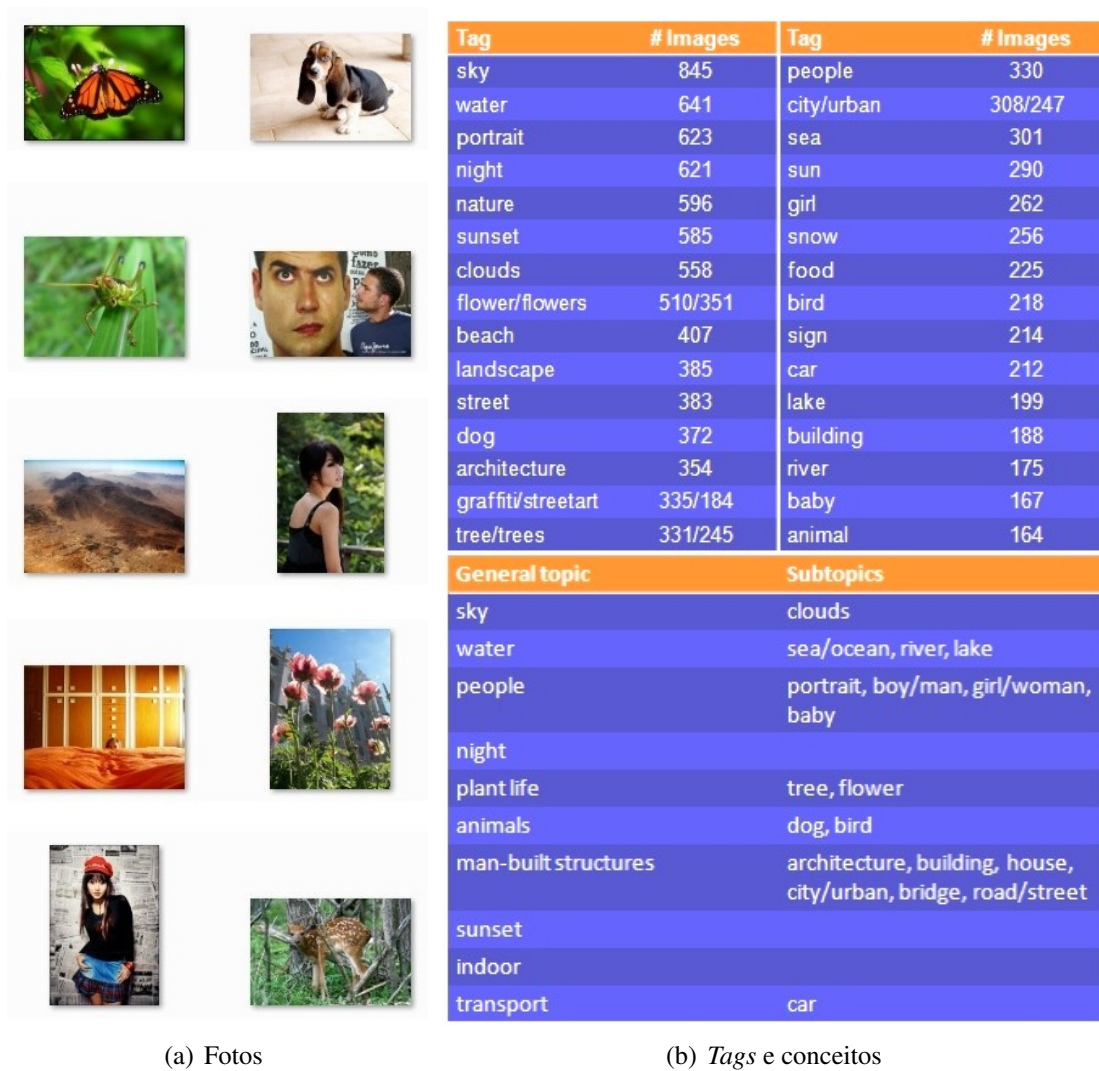 fazer
Tag # Images Tag # Images
sky 845 people 330
water 641 city/urban 308/247
portrait 623 sea 301
night 621 sun 290
nature 596 girl 262
sunset 585 snow 256
clouds 558 food 225
flower/flowers 510/351 bird 218
beach 407 sign 214
landscape 385 car 212
street 383 lake 199
dog 372 building 188
architecture 354 river 175
graffiti/streetart 335/184 baby 167
tree/trees 331/245 animal 164
General topic Subtopics
sky clouds
water sea/ocean, river, lake
people portrait, boy/man, girl/woman,
baby
night
plant life tree, flower
animals dog, bird
man-built structures architecture, building, house,
city/urban, bridge, road/street
sunset
indoor
transport car
(a) Fotos (b) Tags e conceitos